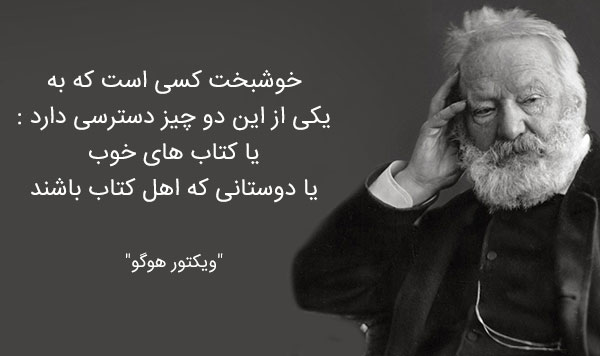 خوشبخت کسی است که به
یکی از این دو چیز دسترسی دارد :
یا کتاب های خوب
یا دوستانی که اهل کتاب باشند
"ویکتور هوگو"